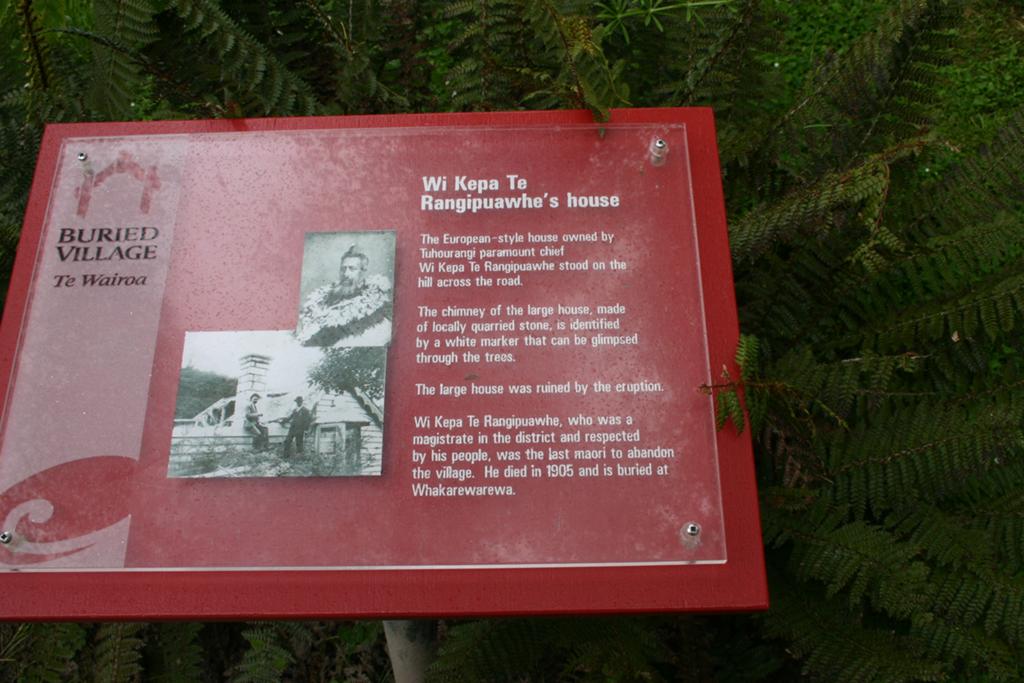 BURIED
VILLAGE
Te Wairoa
Wi Kepa Te
Rangipuawhe's house
The European-style house owned by
Tuhourangi paramount chief
Wi Kepa Te Rangipuawhe stood on the
hill across the road.
The chimney of the large house, made
of locally quarried stone, is identified
by a white marker that can be glimpsed
through the trees.
The large house was ruined by the eruption.
Wi Kepa Te Rangipuawhe, who was a
magistrate in the district and respected
by his people, was the last maori to abandon
the village. He died in 1905 and is buried at
Whakarewarewa.